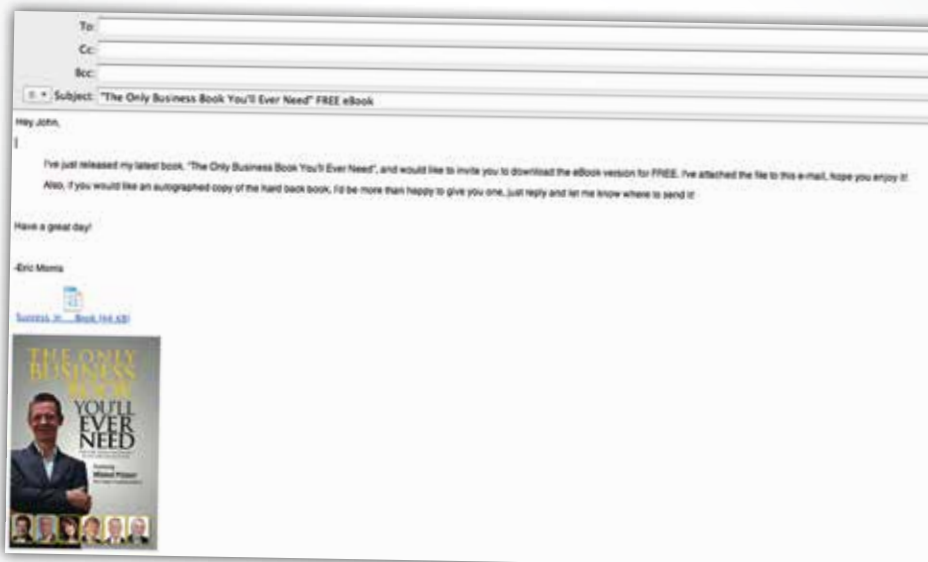 To:
Cc:
Bcc:
Subject: "The Only Business Book You'll Ever Need" FREE eBook
Hey John,
I've just released my latest book, "The Only Business Book You'll Ever Need", and would like to invite you to download the eBook version for FREE. I've attached the file to this e-mail, hope you enjoy it!
Also, if you would like an autographed copy of the hard back book, I'd be more than happy to give you one, just reply and let me know where to send it!
Have a great day!
-Eric Morris
Success in Book (44 KB)
THE ONLY
BUSINESS
BOOK
YOU'LL
EVER
NEED